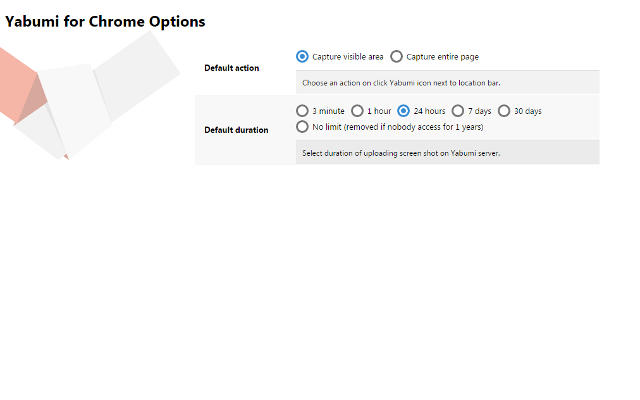 Yabumi for Chrome Options
Default action
Capture visible area Capture entire page
Choose an action on click Yabumi icon next to location bar.
Default duration
3 minute 1 hour 24 hours 7 days 30 days
No limit (removed if nobody access for 1 years)
Select duration of uploading screen shot on Yabumi server.